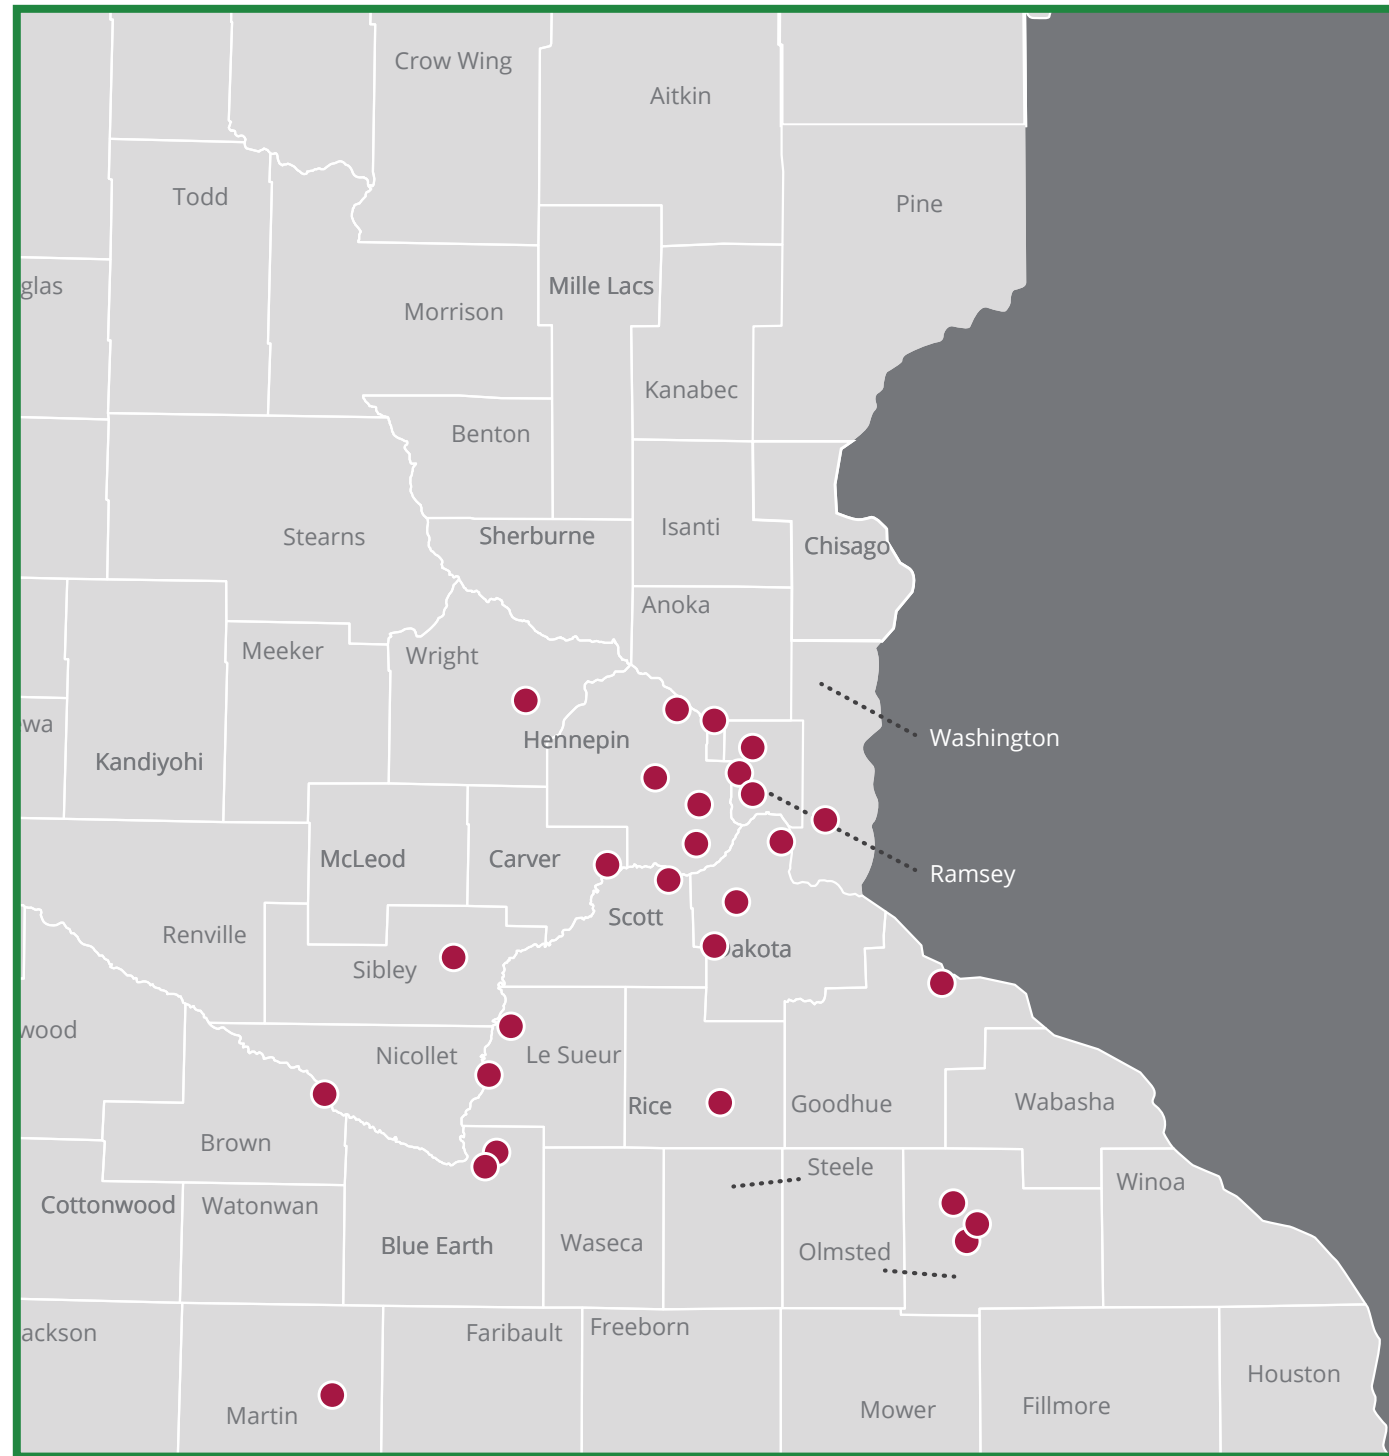 Crow Wing
Aitkin
Todd
Pine
glas
Mille Lacs
Morrison
Kanabec
Benton
Isanti
Stearns
Sherburne
Chisago
Anoka
Meeker
Wright
wa
Hennepin
Washington
Kandiyohi
McLeod
Carver
Ramsey
Scott
Renville
akota
Sibley
wood
Nicollet
Le Sueur
Rice
Goodhue
Wabasha
Brown
Steele
Winoa
Cottonwood
Watonwan
Blue Earth
Waseca
Olmsted
ackson
Faribault
Freeborn
Houston
Martin
Mower
Fillmore